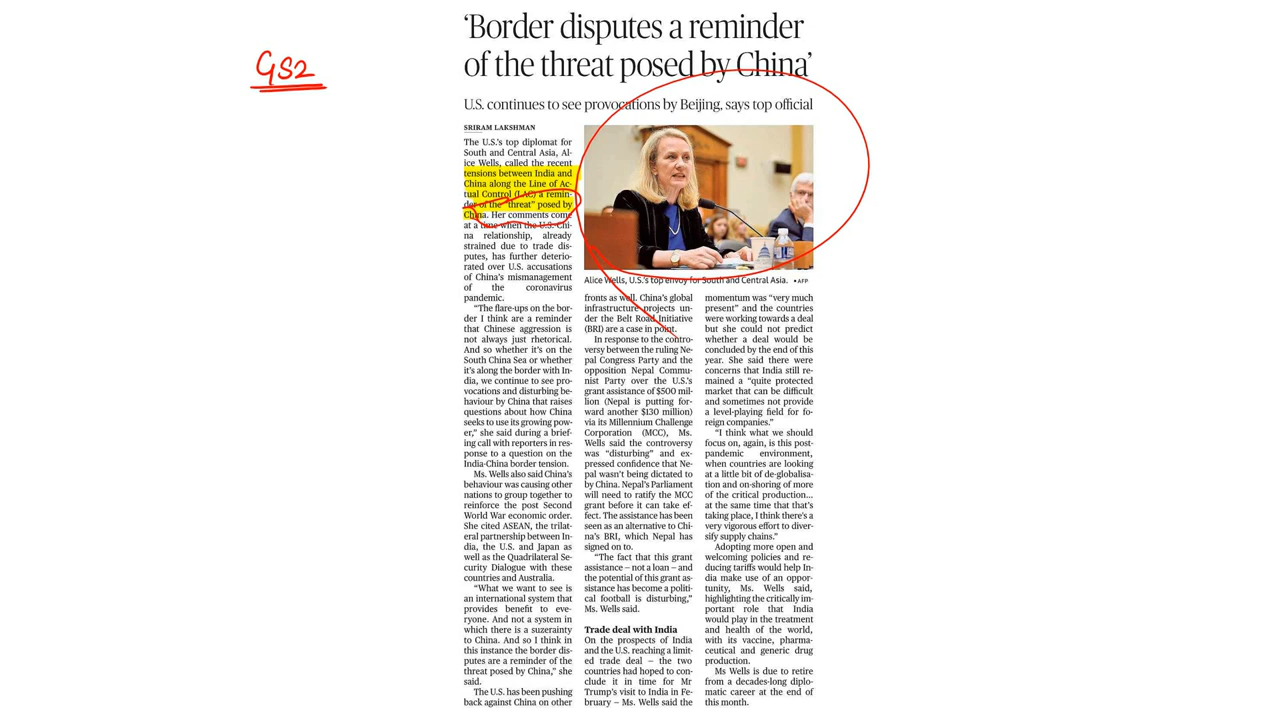 GS2
‘Border disputes a reminder
of the threat posed by China’
U.S. continues to see provocations by Beijing, says top official
SRIRAM LAKSHMAN
The U.S.’s top diplomat for
South and Central Asia, Al-
ice Wells, called the recent
tensions between India and
China along the Line of Ac-
tual Control (LAC) a remin-
der of the “threat” posed by
China. Her comments come
at a time when the U.S.-Chi-
na relationship, already
strained due to trade dis-
putes, has further deterio-
rated over U.S. accusations
of China’s mismanagement
of the coronavirus
pandemic.
“The flare-ups on the bor-
der I think are a reminder
that Chinese aggression is
not always just rhetorical.
And so whether it’s on the
South China Sea or whether
it’s along the border with In-
dia, we continue to see pro-
vocations and disturbing be-
haviour by China that raises
questions about how China
seeks to use its growing pow-
er,” she said during a brief-
ing call with reporters in res-
ponse to a question on the
India-China border tension.
Ms. Wells also said China’s
behaviour was causing other
nations to group together to
reinforce the post Second
World War economic order.
She cited ASEAN, the trilat-
eral partnership between In-
dia, the U.S. and Japan as
well as the Quadrilateral Se-
curity Dialogue with these
countries and Australia.
“What we want to see is
an international system that
provides benefit to eve-
ryone. And not a system in
which there is a suzerainty
to China. And so I think in
this instance the border dis-
putes are a reminder of the
threat posed by China,” she
said.
The U.S. has been pushing
back against China on other
Alice Wells, U.S.’s top envoy for South and Central Asia. •AFP
fronts as well. China’s global
infrastructure projects un-
der the Belt Road Initiative
(BRI) are a case in point.
In response to the contro-
versy between the ruling Ne-
pal Congress Party and the
opposition Nepal Commu-
nist Party over the U.S.’s
grant assistance of $500 mil-
lion (Nepal is putting for-
ward another $130 million)
via its Millennium Challenge
Corporation (MCC), Ms.
Wells said the controversy
was “disturbing” and ex-
pressed confidence that Ne-
pal wasn’t being dictated to
by China. Nepal’s Parliament
will need to ratify the MCC
grant before it can take ef-
fect. The assistance has been
seen as an alternative to Chi-
na’s BRI, which Nepal has
signed on to.
“The fact that this grant
assistance – not a loan – and
the potential of this grant as-
sistance has become a politi-
cal football is disturbing,”
Ms. Wells said.
Trade deal with India
On the prospects of India
and the U.S. reaching a limit-
ed trade deal – the two
countries had hoped to con-
clude it in time for Mr
Trump’s visit to India in Fe-
bruary – Ms. Wells said the
momentum was “very much
present” and the countries
were working towards a deal
but she could not predict
whether a deal would be
concluded by the end of this
year. She said there were
concerns that India still re-
mained a “quite protected
market that can be difficult
and sometimes not provide
a level-playing field for fo-
reign companies.”
“I think what we should
focus on, again, is this post-
pandemic environment,
when countries are looking
at a little bit of de-globalisa-
tion and on-shoring of more
of the critical production...
at the same time that that’s
taking place, I think there’s a
very vigorous effort to diver-
sify supply chains.”
Adopting more open and
welcoming policies and re-
ducing tariffs would help In-
dia make use of an oppor-
tunity, Ms. Wells said,
highlighting the critically im-
portant role that India
would play in the treatment
and health of the world,
with its vaccine, pharma-
ceutical and generic drug
production.
Ms Wells is due to retire
from a decades-long diplo-
matic career at the end of
this month.